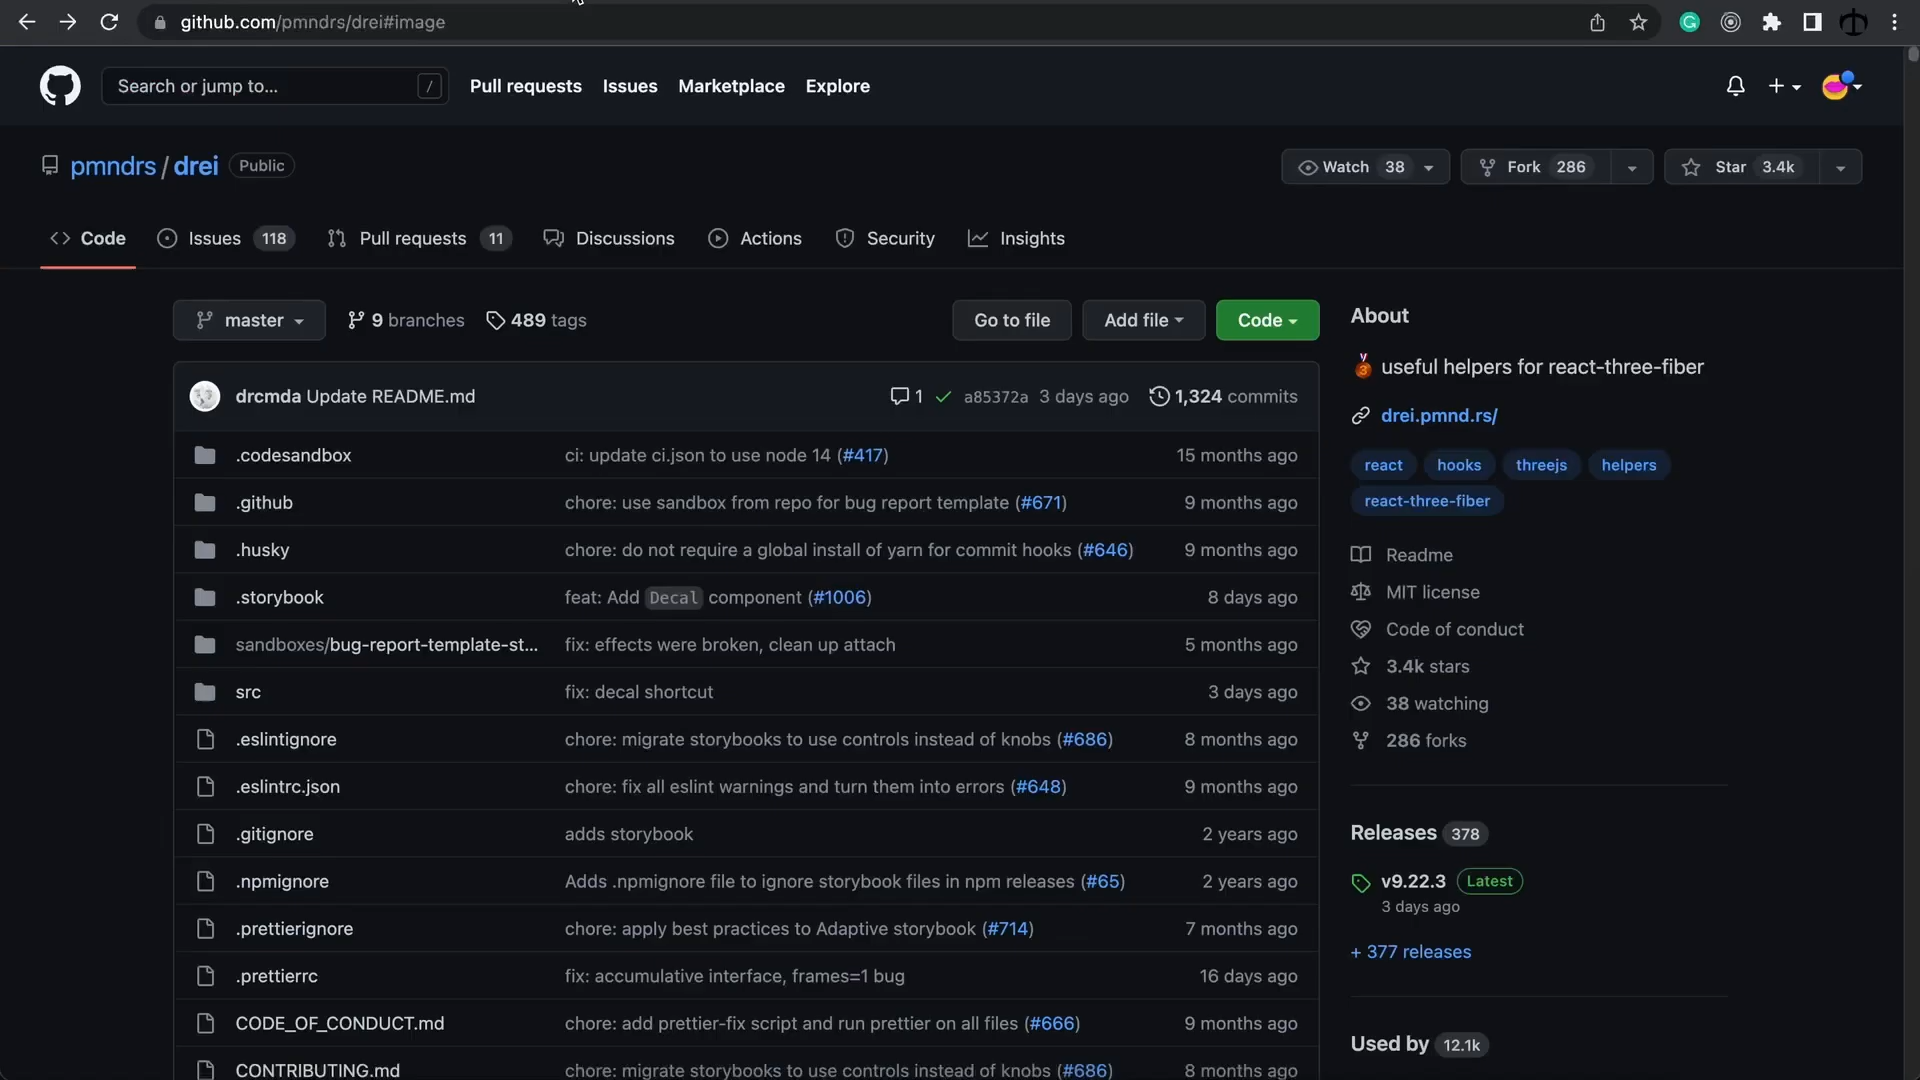 github.com/pmndrs/drei#image
Search or jump to... /
Pull requests Issues Marketplace Explore
pmndrs / drei Public
Watch 38 Fork 286 Star 3.4k
Code Issues 118 Pull requests 11 Discussions Actions Security Insights
master 9 branches 489 tags Go to file Add file Code
drcmda Update README.md 1 a85372a 3 days ago 1,324 commits
.codesandbox ci: update ci.json to use node 14 (#417) 15 months ago
.github chore: use sandbox from repo for bug report template (#671) 9 months ago
.husky chore: do not require a global install of yarn for commit hooks (#646) 9 months ago
.storybook feat: Add Decal component (#1006) 8 days ago
sandboxes/bug-report-template-st... fix: effects were broken, clean up attach 5 months ago
src fix: decal shortcut 3 days ago
.eslintignore chore: migrate storybooks to use controls instead of knobs (#686) 8 months ago
.eslintrc.json chore: fix all eslint warnings and turn them into errors (#648) 9 months ago
.gitignore adds storybook 2 years ago
.npmignore Adds .npmignore file to ignore storybook files in npm releases (#65) 2 years ago
.prettierignore chore: apply best practices to Adaptive storybook (#714) 7 months ago
.prettierrc fix: accumulative interface, frames=1 bug 16 days ago
CODE_OF_CONDUCT.md chore: add prettier-fix script and run prettier on all files (#666) 9 months ago
CONTRIBUTING.md chore: migrate storybooks to use controls instead of knobs (#686) 8 months ago
About
useful helpers for react-three-fiber
drei.pmnd.rs/
react hooks threejs helpers
react-three-fiber
Readme
MIT license
Code of conduct
3.4k stars
38 watching
286 forks
Releases 378
v9.22.3 Latest
3 days ago
+ 377 releases
Used by 12.1k